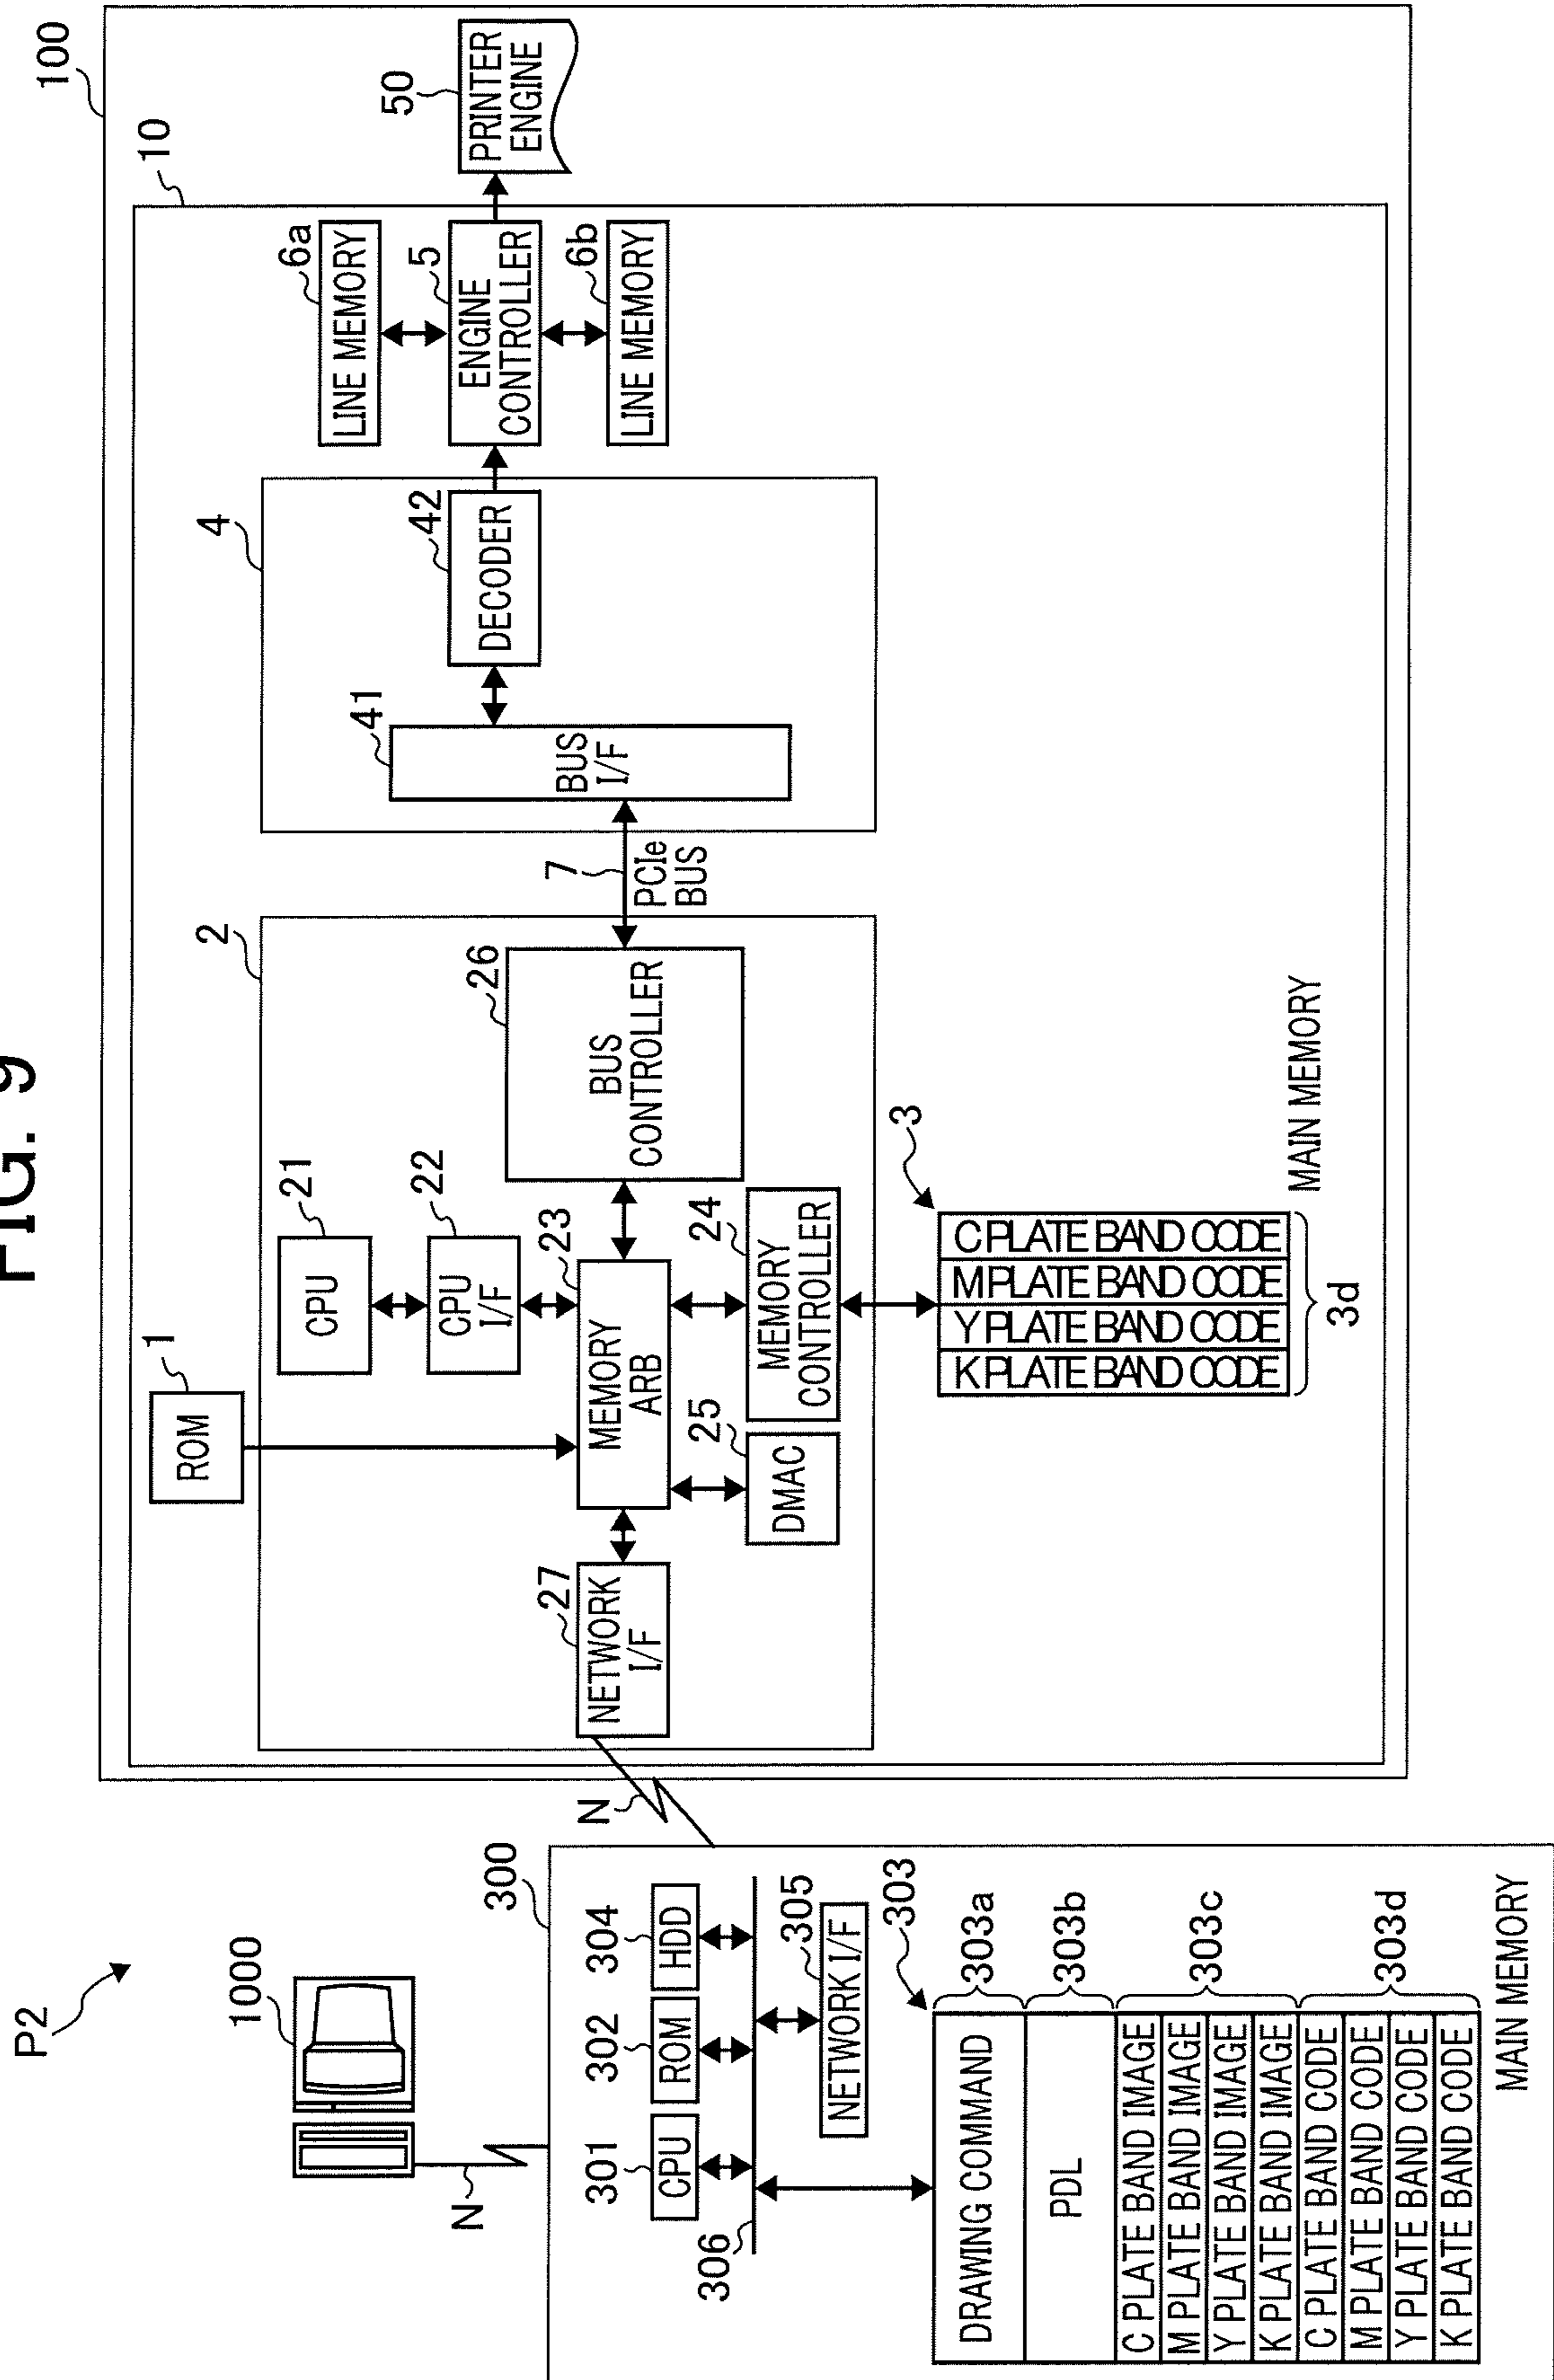 FIG. 9
P2
1000
N
300
301
CPU
302
ROM
304
HDD
306
305
NETWORK I/F
303
DRAWING COMMAND
303a
PDL
303b
C PLATE BAND IMAGE
M PLATE BAND IMAGE
Y PLATE BAND IMAGE
K PLATE BAND IMAGE
303c
C PLATE BAND CODE
M PLATE BAND CODE
Y PLATE BAND CODE
K PLATE BAND CODE
303d
MAIN MEMORY
N
100
10
1
ROM
2
21
CPU
22
CPU
I/F
23
MEMORY
ARB
27
NETWORK
I/F
25
DMAC
24
MEMORY
CONTROLLER
26
BUS
CONTROLLER
7
PCIe
BUS
3
C PLATE BAND CODE
M PLATE BAND CODE
Y PLATE BAND CODE
K PLATE BAND CODE
3d
MAIN MEMORY
4
41
BUS
I/F
42
DECODER
6a
LINE MEMORY
5
ENGINE
CONTROLLER
6b
LINE MEMORY
50
PRINTER
ENGINE